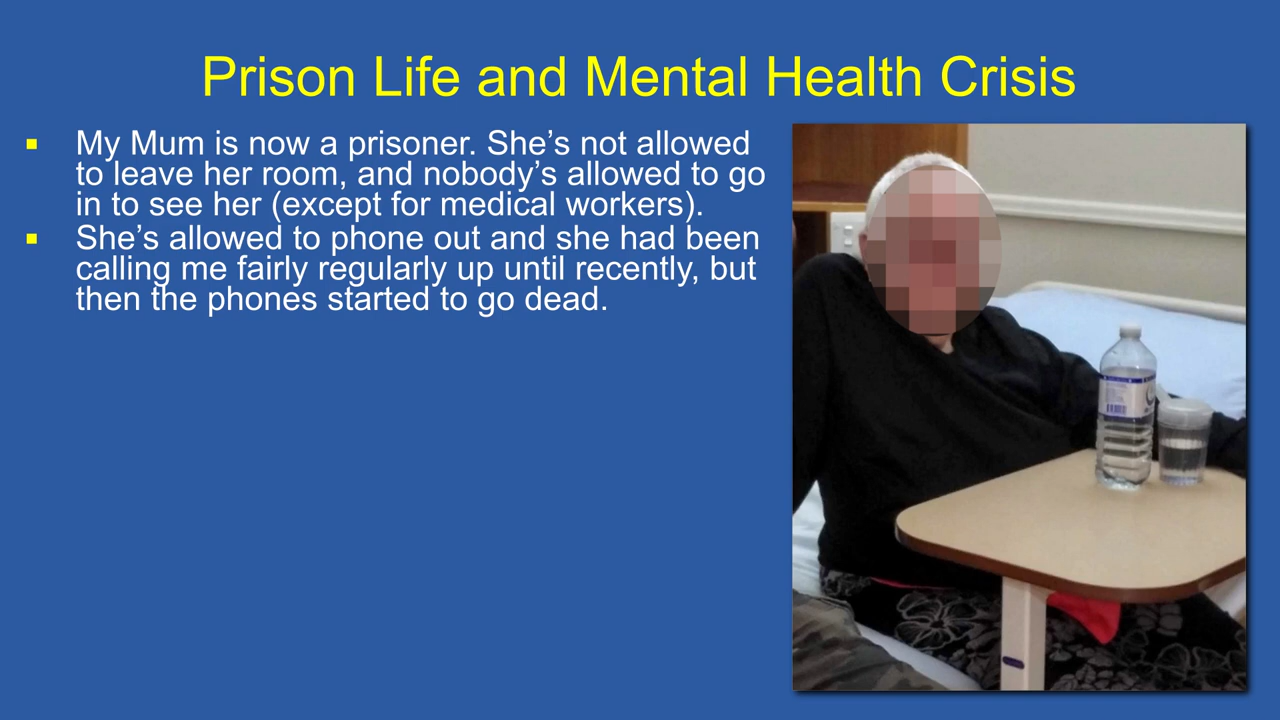 Prison Life and Mental Health Crisis
▪ My Mum is now a prisoner. She’s not allowed
to leave her room, and nobody’s allowed to go
in to see her (except for medical workers).
▪ She’s allowed to phone out and she had been
calling me fairly regularly up until recently, but
then the phones started to go dead.